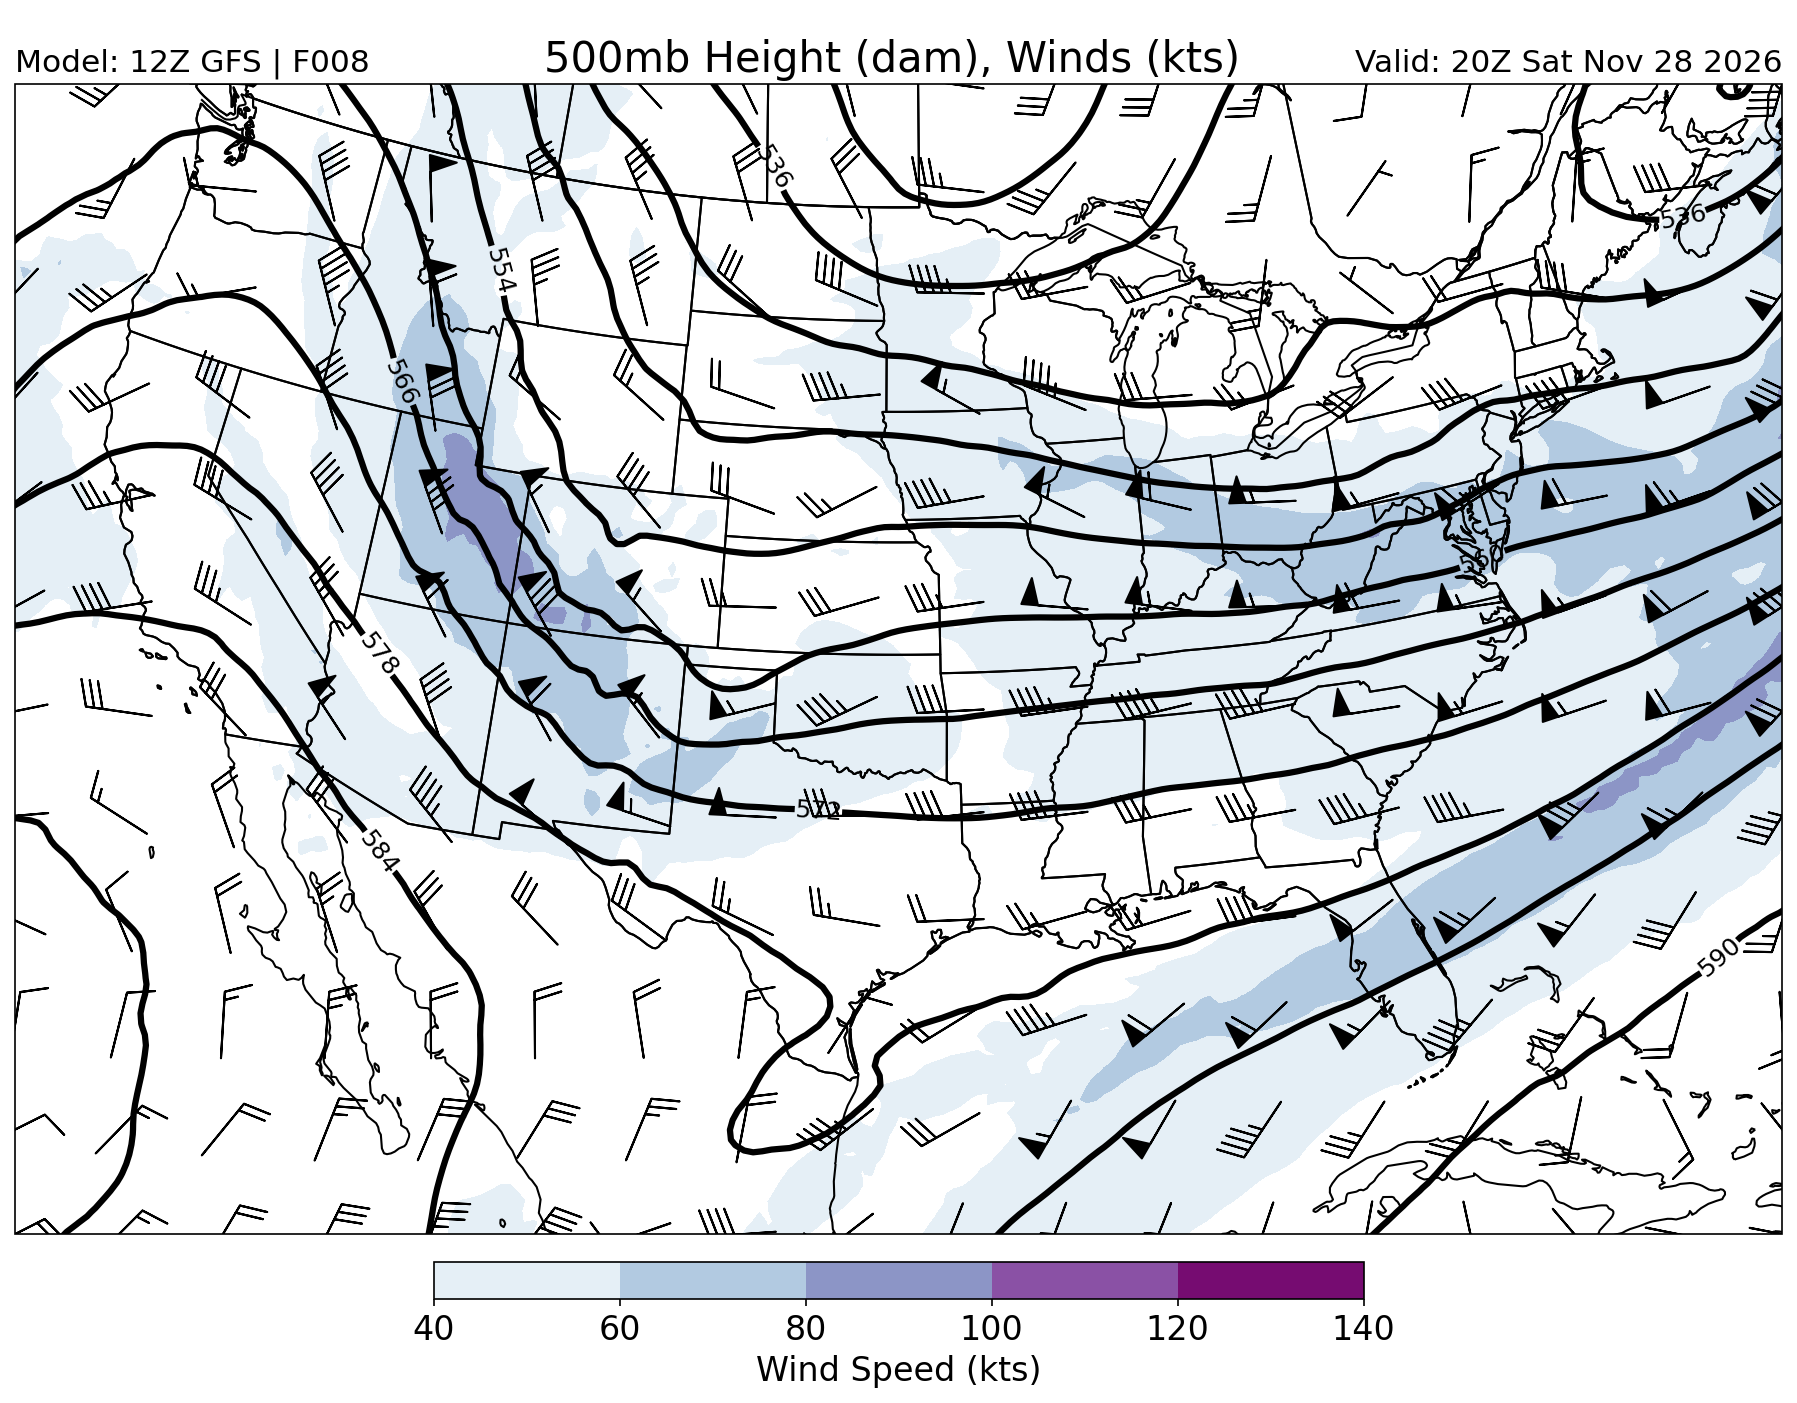 Model: 12Z GFS | F008
500mb Height (dam), Winds (kts)
Valid: 20Z Sat Nov 28 2026
536
536
554
566
578
572
584
590
40 60 80 100 120 140
Wind Speed (kts)